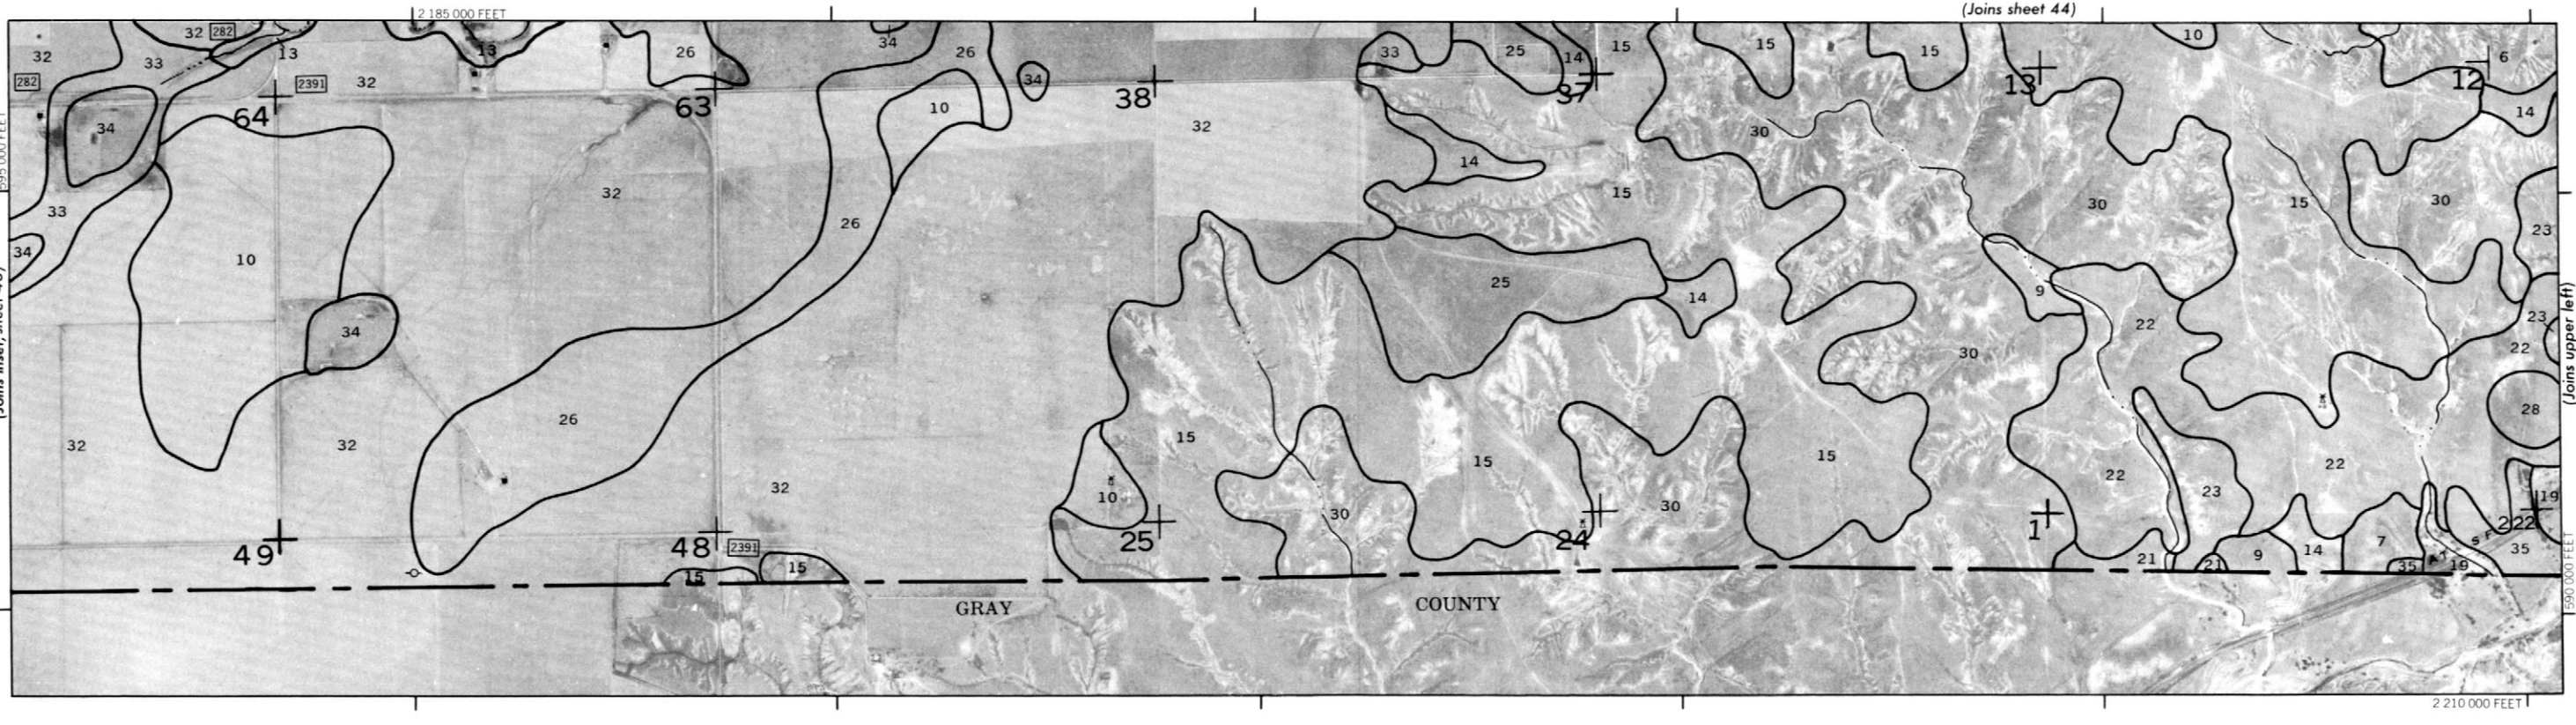 2 185 000 FEET
(Joins sheet 44)
32 282 13 13 26 34 26 33 25 14 15 15 15 10 6
32 33
282 2391 32 34 12
64 63 38 37 13
34 10 32 30 14
14
33 32 15 30 15 30
26 23
34 10
25
14 9
34 22 23
30 22
(Joins upper left)
26 28
32 32 15 15 15
32 10 22 22
30 30 23 19
49 48 2391 25 24 1 222
15 15 21 21 9 14 7 35 19 35
AT SF
GRAY COUNTY
590 000 FEET
2 210 000 FEET